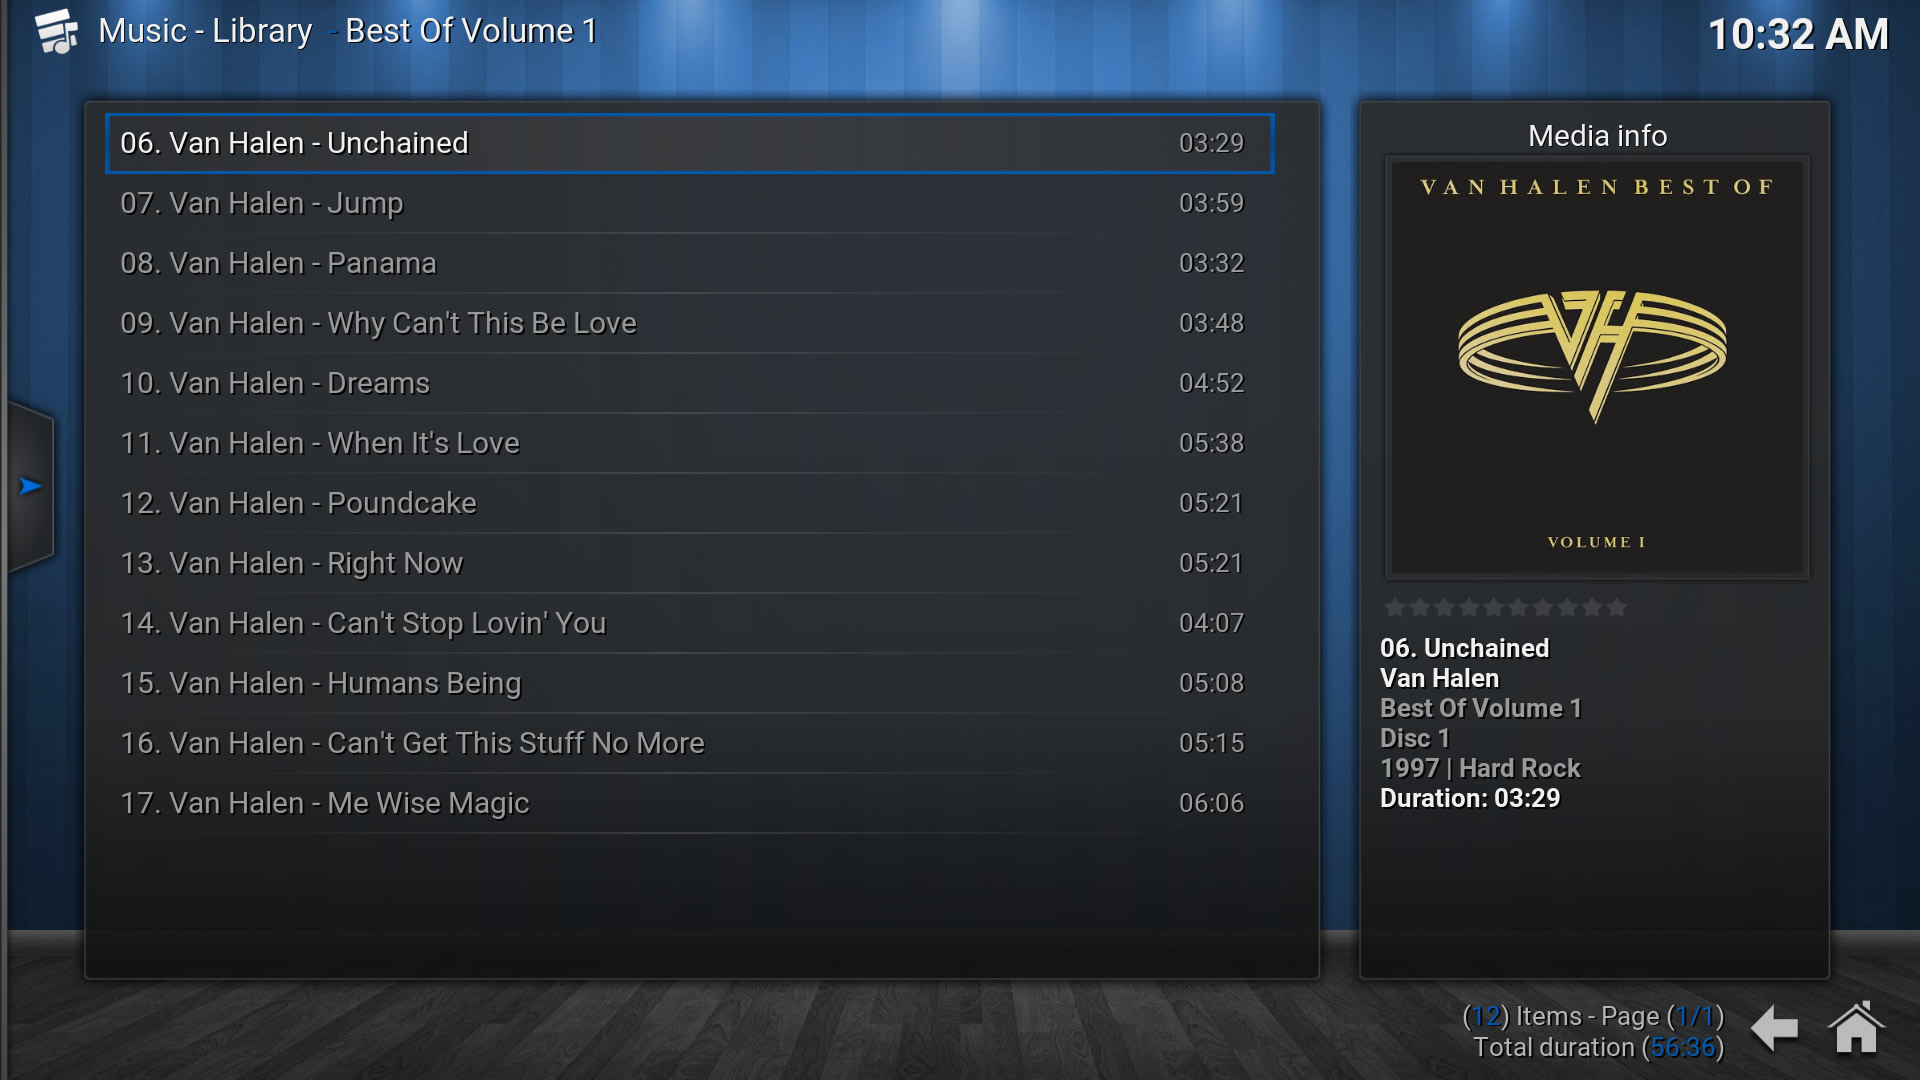 Music - Library - Best Of Volume 1
10:32 AM
06. Van Halen - Unchained 03:29
07. Van Halen - Jump 03:59
08. Van Halen - Panama 03:32
09. Van Halen - Why Can't This Be Love 03:48
10. Van Halen - Dreams 04:52
11. Van Halen - When It's Love 05:38
12. Van Halen - Poundcake 05:21
13. Van Halen - Right Now 05:21
14. Van Halen - Can't Stop Lovin' You 04:07
15. Van Halen - Humans Being 05:08
16. Van Halen - Can't Get This Stuff No More 05:15
17. Van Halen - Me Wise Magic 06:06
Media info
VAN HALEN BEST OF
VH
VOLUME I
06. Unchained
Van Halen
Best Of Volume 1
Disc 1
1997 | Hard Rock
Duration: 03:29
(12) Items - Page (1/1)
Total duration (56:36)